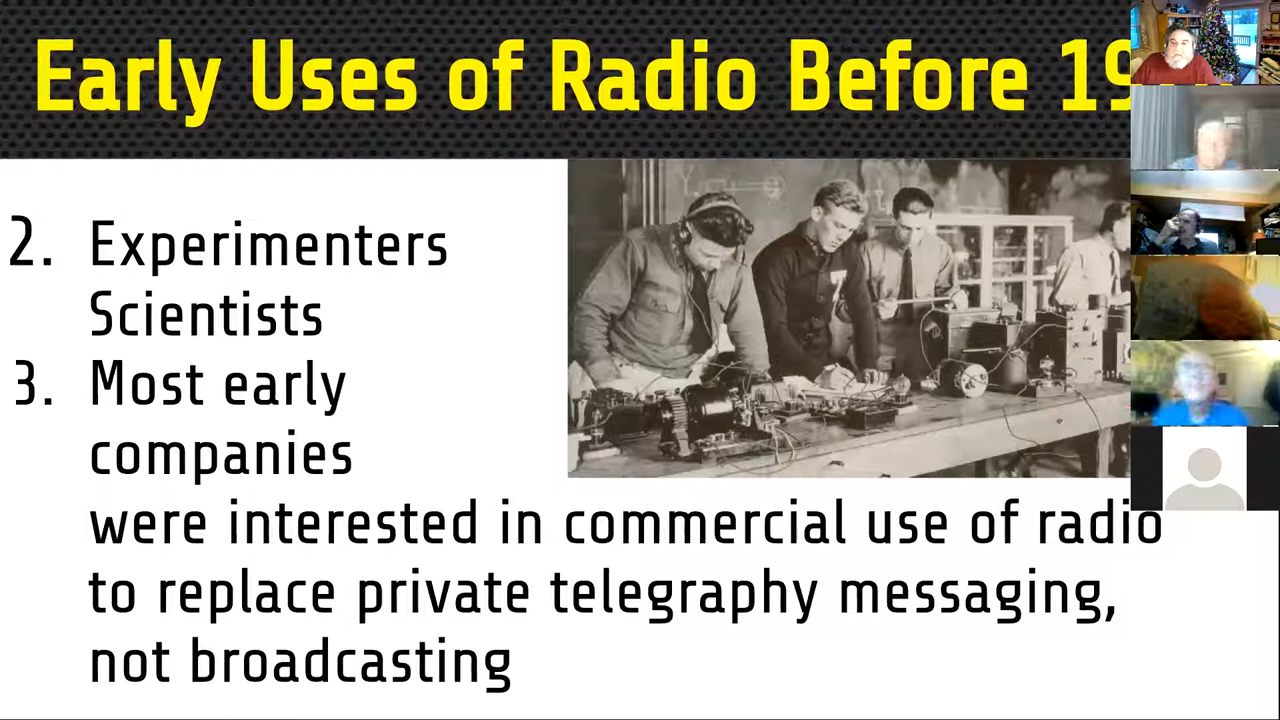 Early Uses of Radio Before
2. Experimenters
Scientists
3. Most early
companies
were interested in commercial use of radio
to replace private telegraphy messaging,
not broadcasting